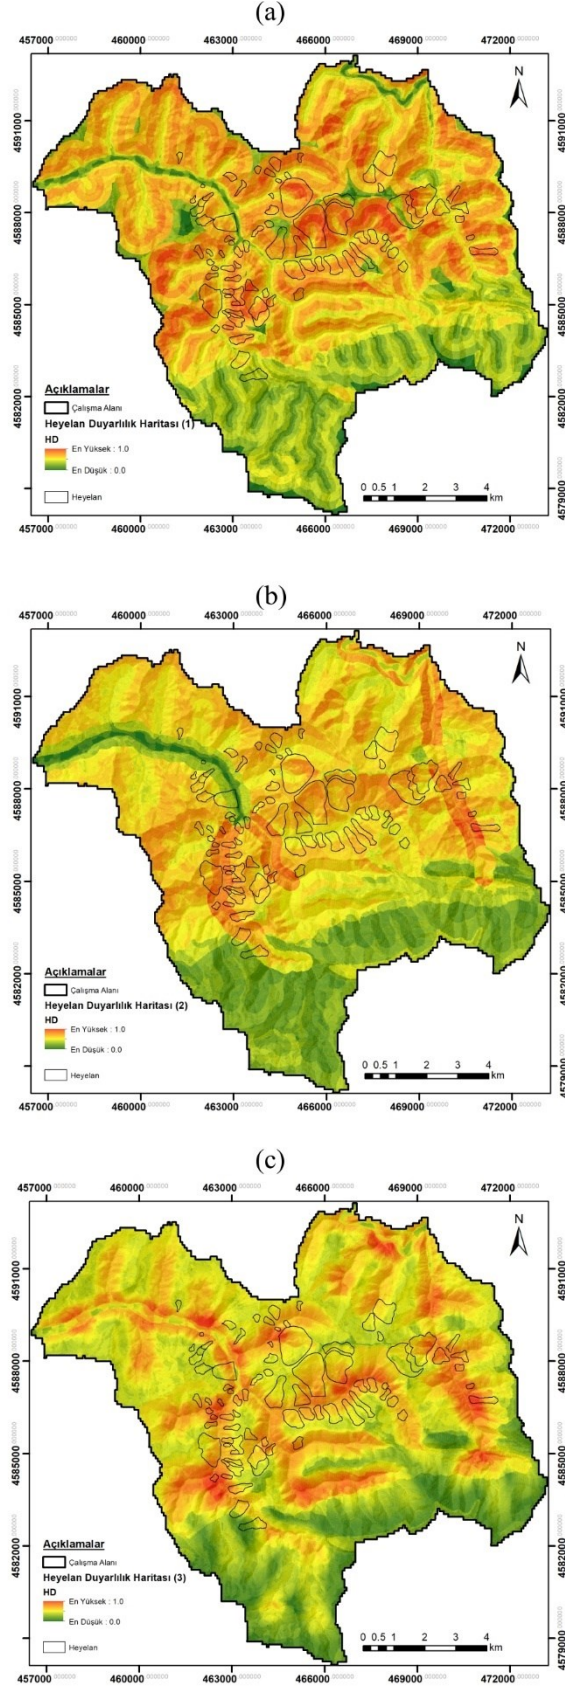 (a)
457000 460000 463000 466000 469000 472000
N
4591000
4588000
4585000
4582000
4579000
Açıklamalar
Çalışma Alanı
Heyelan Duyarlılık Haritası (1)
HD
En Yüksek : 1.0
En Düşük : 0.0
Heyelan
0 0.5 1 2 3 4
km
457000 460000 463000 466000 469000 472000
(b)
457000 460000 463000 466000 469000 472000
N
4591000
4588000
4585000
4582000
4579000
Açıklamalar
Çalışma Alanı
Heyelan Duyarlılık Haritası (2)
HD
En Yüksek : 1.0
En Düşük : 0.0
Heyelan
0 0.5 1 2 3 4
km
457000 460000 463000 466000 469000 472000
(c)
457000 460000 463000 466000 469000 472000
N
4591000
4588000
4585000
4582000
4579000
Açıklamalar
Çalışma Alanı
Heyelan Duyarlılık Haritası (3)
HD
En Yüksek : 1.0
En Düşük : 0.0
Heyelan
0 0.5 1 2 3 4
km
457000 460000 463000 466000 469000 472000